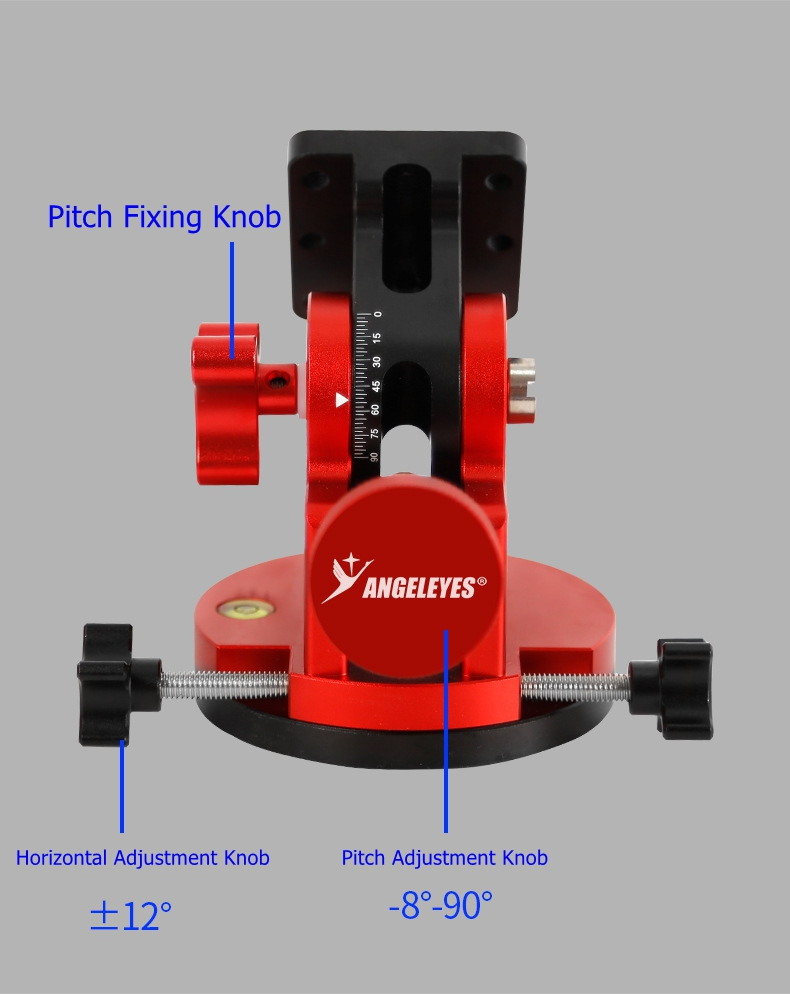 Pitch Fixing Knob
0
15
30
45
60
75
90
ANGELEYES®
Horizontal Adjustment Knob
Pitch Adjustment Knob
±12°
-8°-90°